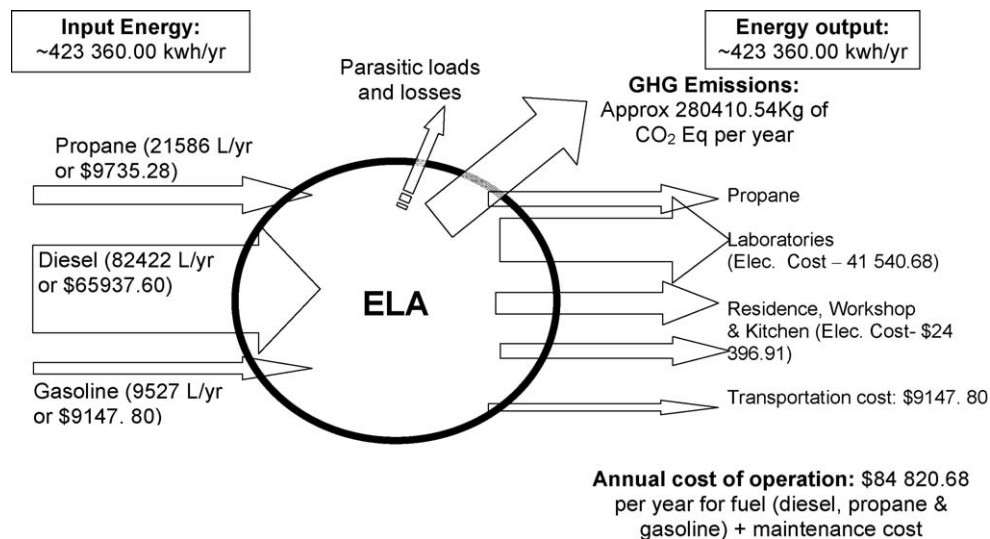 Input Energy:
~423 360.00 kwh/yr
Energy output:
~423 360.00 kwh/yr
Parasitic loads
and losses
GHG Emissions:
Approx 280410.54Kg of
CO₂ Eq per year
Propane (21586 L/yr
or $9735.28)
Diesel (82422 L/yr
or $65937.60)
Gasoline (9527 L/yr
or $9147. 80)
ELA
Propane
Laboratories
(Elec. Cost – 41 540.68)
Residence, Workshop
& Kitchen (Elec. Cost- $24
396.91)
Transportation cost: $9147. 80
Annual cost of operation: $84 820.68
per year for fuel (diesel, propane &
gasoline) + maintenance cost